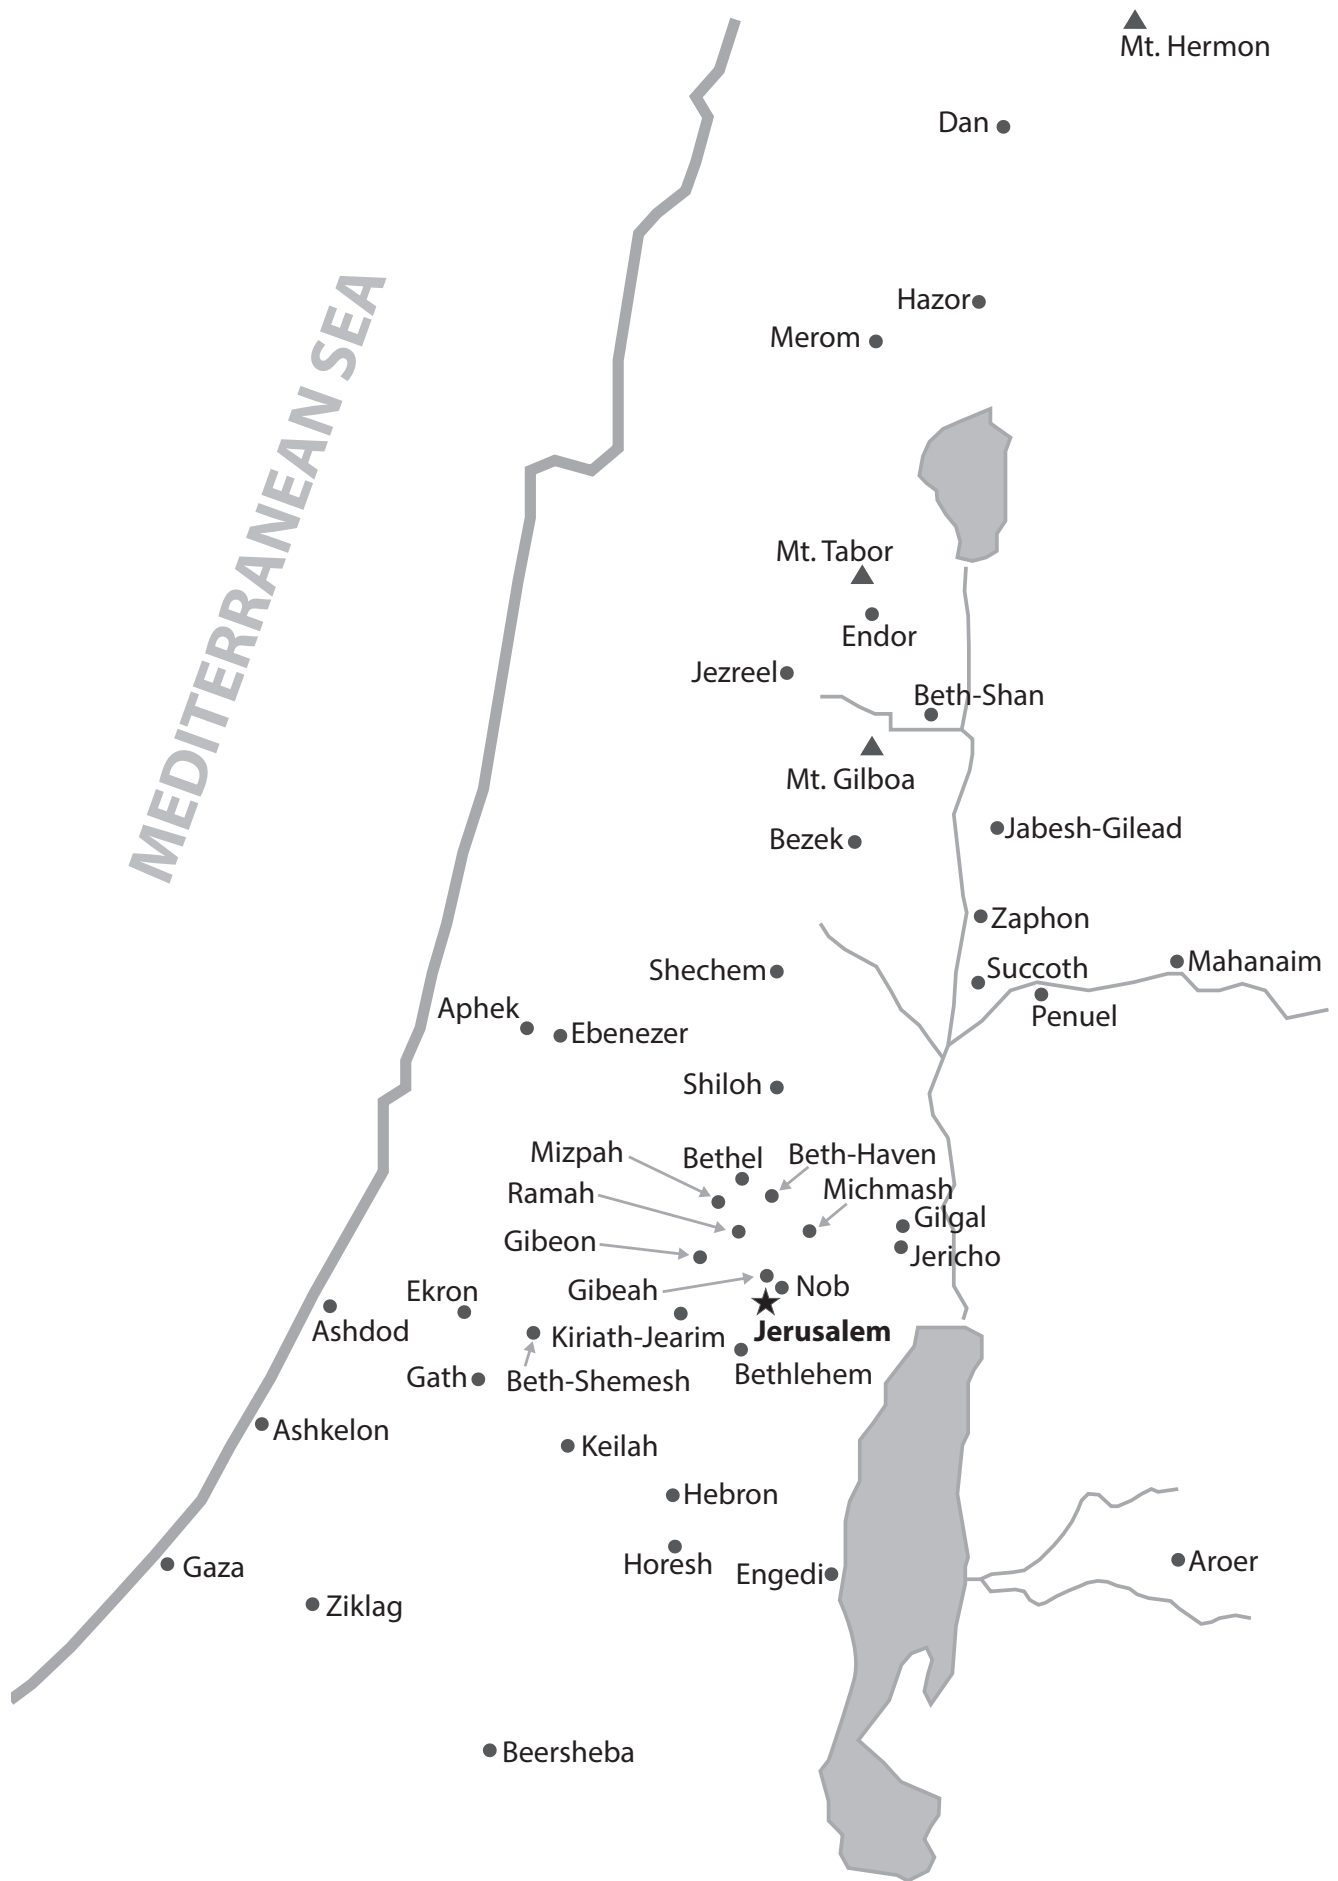 Mt. Hermon
Dan
Hazor
Merom
MEDITERRANEAN SEA
Mt. Tabor
Endor
Jezreel
Beth-Shan
Mt. Gilboa
Jabesh-Gilead
Bezek
Zaphon
Shechem
Succoth
Mahanaim
Aphek
Penuel
Ebenezer
Shiloh
Mizpah
Bethel
Beth-Haven
Ramah
Michmash
Gilgal
Gibeon
Jericho
Gibeah
Nob
Ekron
Ashdod
Kiriath-Jearim
Jerusalem
Gath
Beth-Shemesh
Bethlehem
Ashkelon
Keilah
Hebron
Horesh
Engedi
Aroer
Gaza
Ziklag
Beersheba